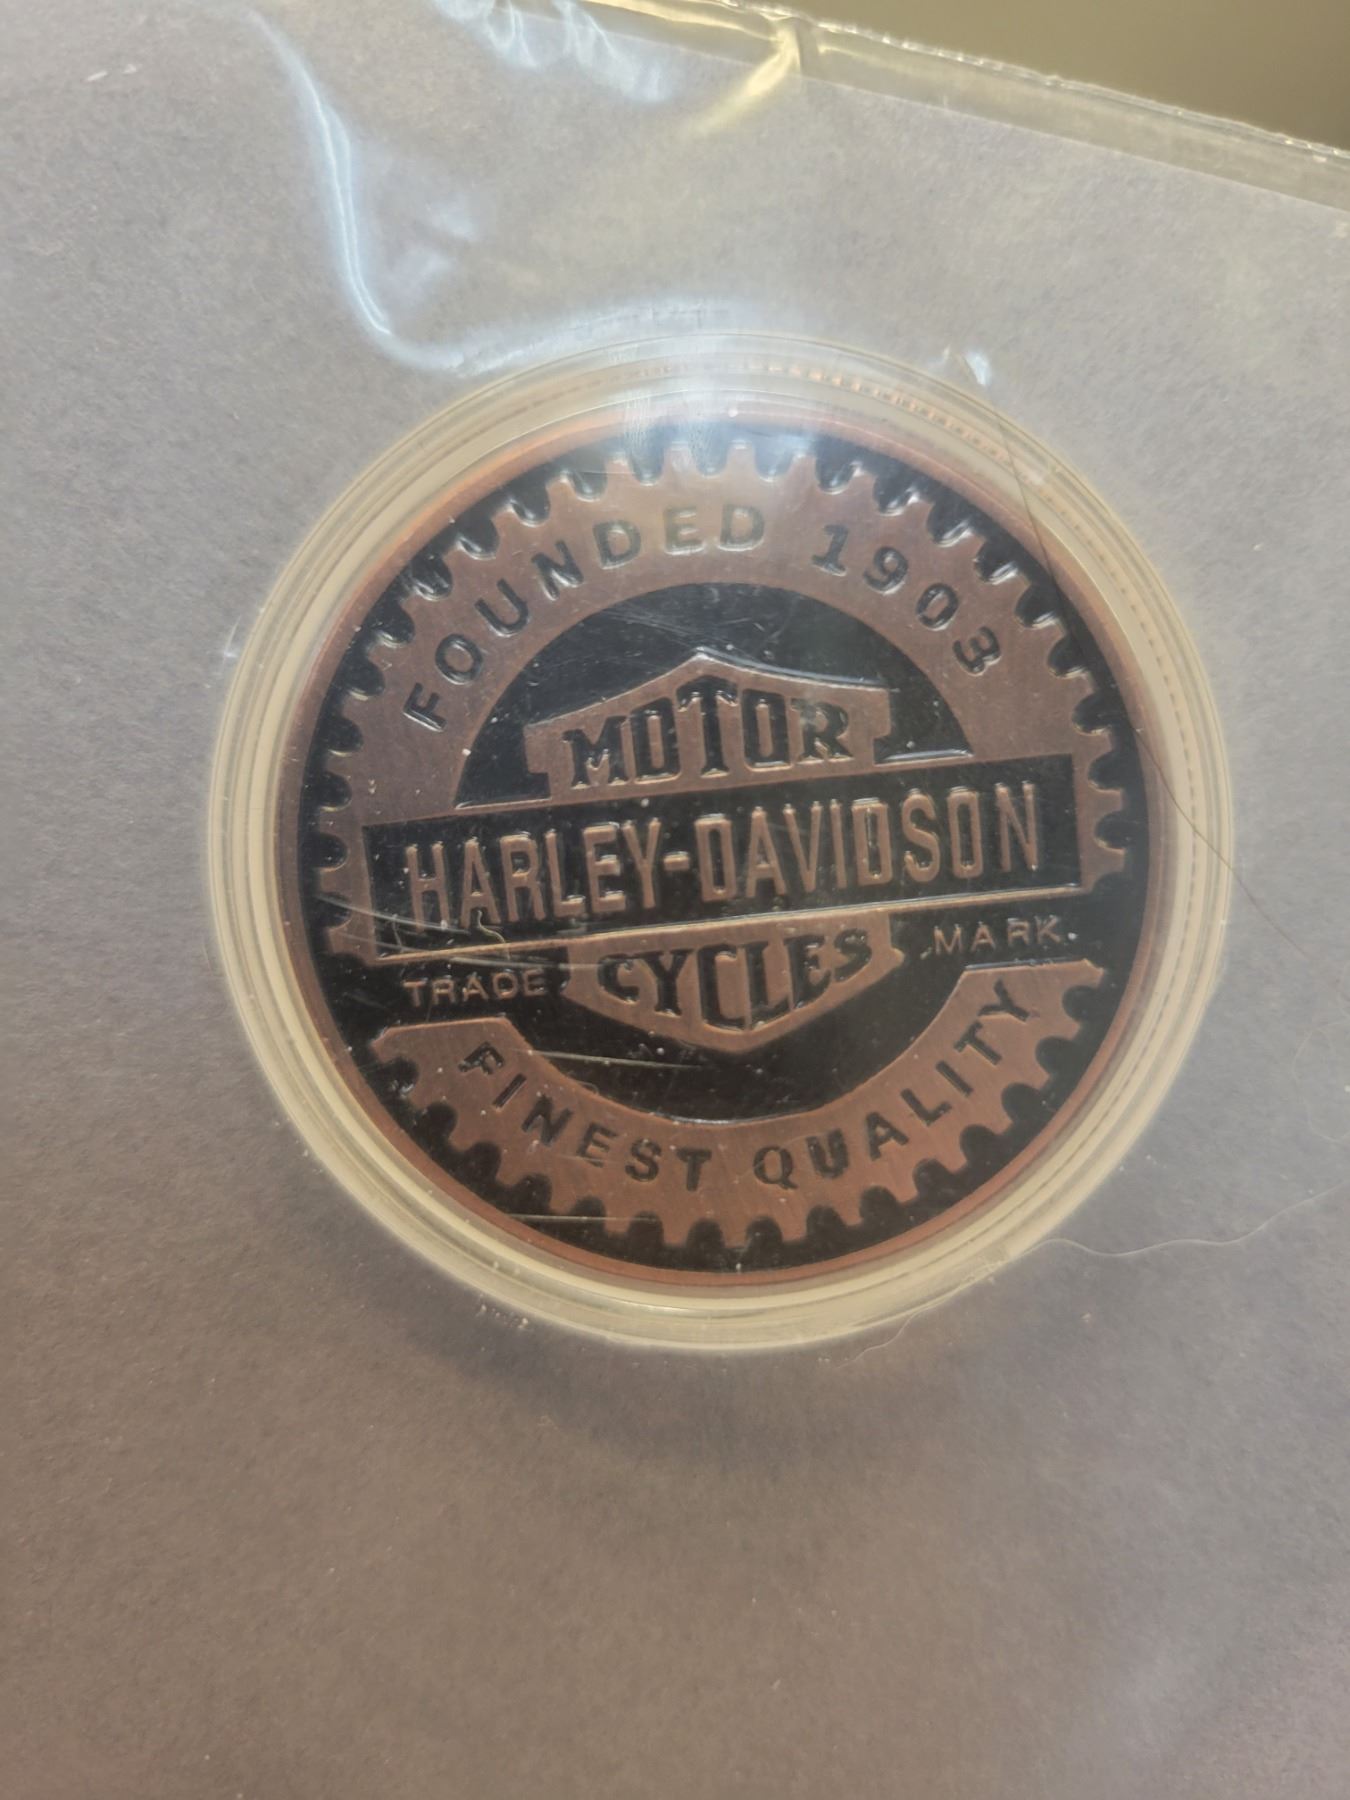 FOUNDED 1903
MOTOR
HARLEY-DAVIDSON
CYCLES
TRADE MARK
FINEST QUALITY